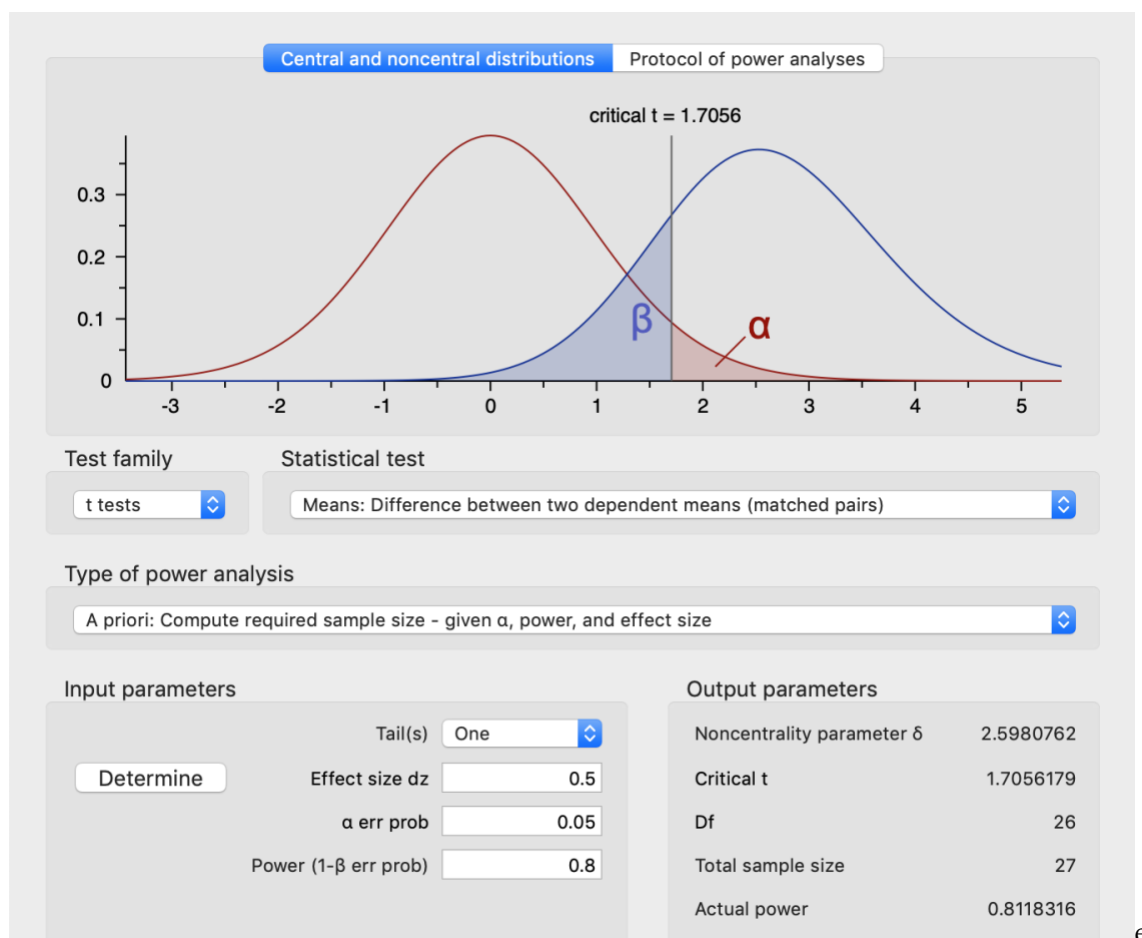 Central and noncentral distributions Protocol of power analyses
critical t = 1.7056
0.3
0.2
0.1
0
β
α
-3 -2 -1 0 1 2 3 4 5
Test family Statistical test
t tests Means: Difference between two dependent means (matched pairs)
Type of power analysis
A priori: Compute required sample size - given α, power, and effect size
Input parameters Output parameters
Tail(s) One Noncentrality parameter δ 2.5980762
Determine Effect size dz 0.5 Critical t 1.7056179
α err prob 0.05 Df 26
Power (1-β err prob) 0.8 Total sample size 27
Actual power 0.8118316